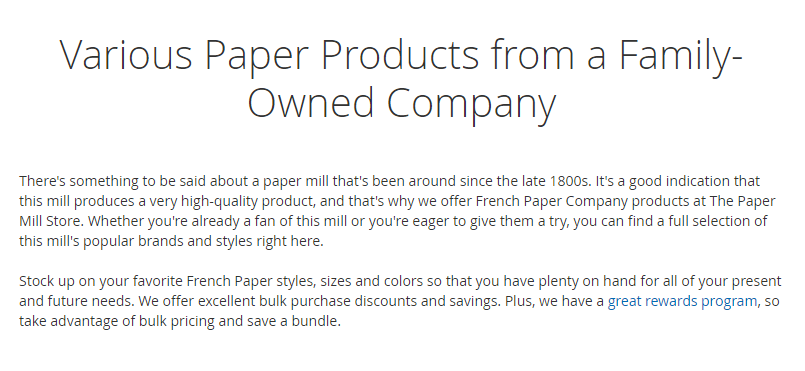 Various Paper Products from a Family-
Owned Company
There's something to be said about a paper mill that's been around since the late 1800s. It's a good indication that
this mill produces a very high-quality product, and that's why we offer French Paper Company products at The Paper
Mill Store. Whether you're already a fan of this mill or you're eager to give them a try, you can find a full selection of
this mill's popular brands and styles right here.
Stock up on your favorite French Paper styles, sizes and colors so that you have plenty on hand for all of your present
and future needs. We offer excellent bulk purchase discounts and savings. Plus, we have a great rewards program, so
take advantage of bulk pricing and save a bundle.